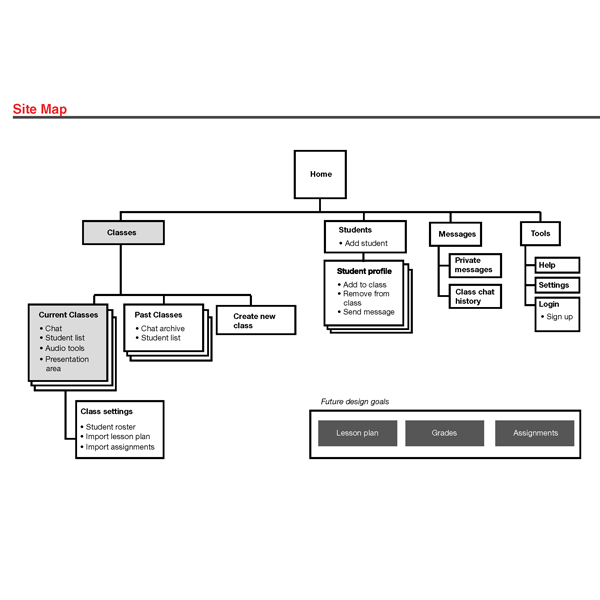 Site Map
Home
Classes
Students
• Add student
Messages
Tools
Student profile
• Add to class
• Remove from
class
• Send message
Private
messages
Class chat
history
Help
Settings
Login
• Sign up
Current Classes
• Chat
• Student list
• Audio tools
• Presentation
area
Past Classes
• Chat archive
• Student list
Create new
class
Class settings
• Student roster
• Import lesson plan
• Import assignments
Future design goals
Lesson plan
Grades
Assignments